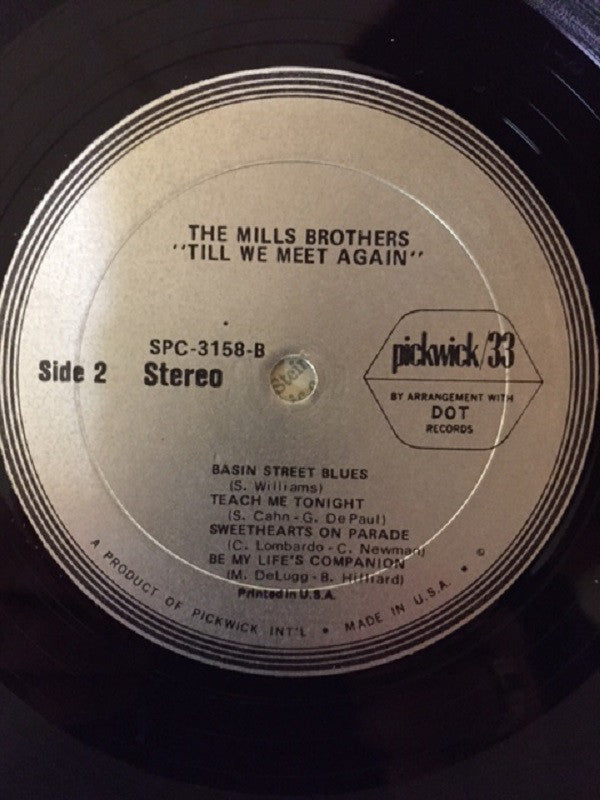 THE MILLS BROTHERS
"TILL WE MEET AGAIN"
SPC-3158-B
Side 2 Stereo
pickwick/33
BY ARRANGEMENT WITH
DOT
RECORDS
BASIN STREET BLUES
(S. Williams)
TEACH ME TONIGHT
(S. Cahn - G. De Paul)
SWEETHEARTS ON PARADE
(C. Lombardo - C. Newman)
BE MY LIFE'S COMPANION
(M. DeLugg - B. Hilliard)
Printed in U.S.A.
A PRODUCT OF PICKWICK INT'L • MADE IN U.S.A. • ©